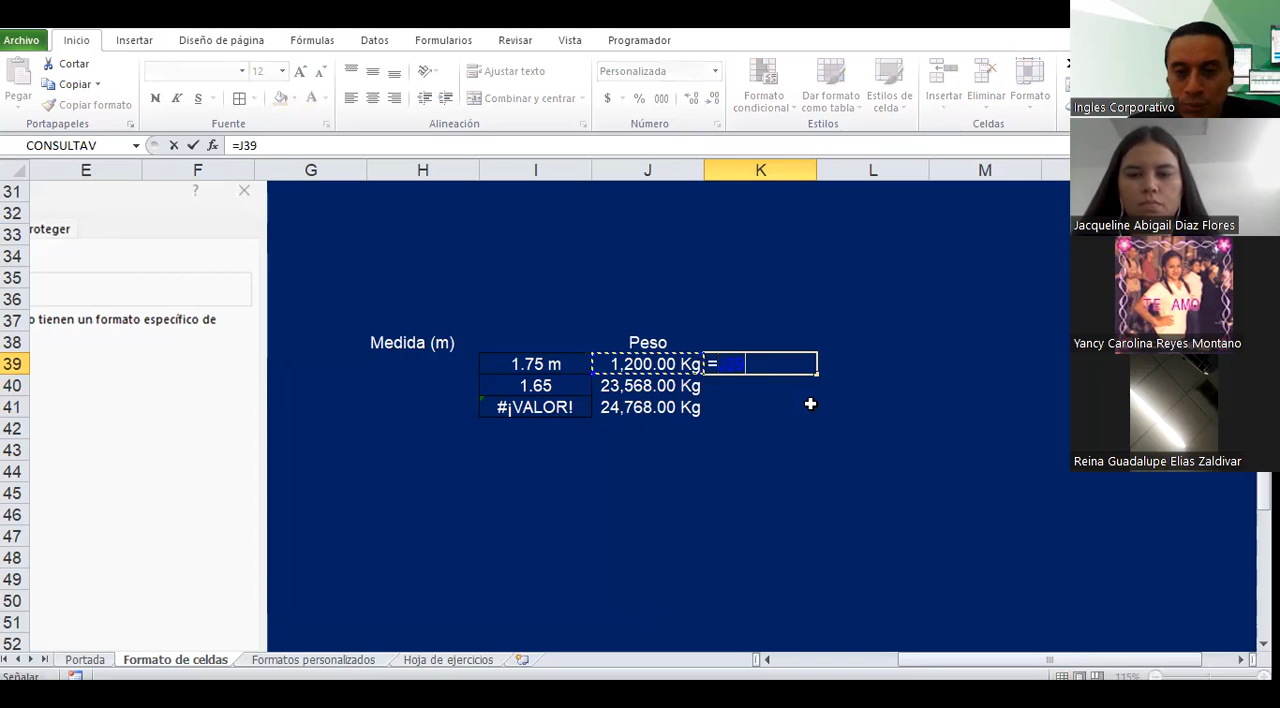 Archivo Inicio Insertar Diseño de página Fórmulas Datos Formularios Revisar Vista Programador
Pegar
Cortar
Copiar
Copiar formato
12
N K S
Ajustar texto
Combinar y centrar
Personalizada
$ % 000
Formato condicional
Dar formato como tabla
Estilos de celda
Insertar Eliminar Formato
Portapapeles Fuente Alineación Número Estilos Celdas
CONSULTAV fx =J39
E F G H I J K L M
31
32
33 roteger
34
35
36
37 o tienen un formato específico de
38 Medida (m) Peso
39 1.75 m 1,200.00 Kg =J39
40 1.65 23,568.00 Kg
41 #¡VALOR! 24,768.00 Kg
42
43
44
45
46
47
48
49
50
51
52
Portada Formato de celdas Formatos personalizados Hoja de ejercicios
Señalar 115%
Ingles Corporativo
Jacqueline Abigail Diaz Flores
TE AMO
Yancy Carolina Reyes Montano
Reina Guadalupe Elias Zaldivar